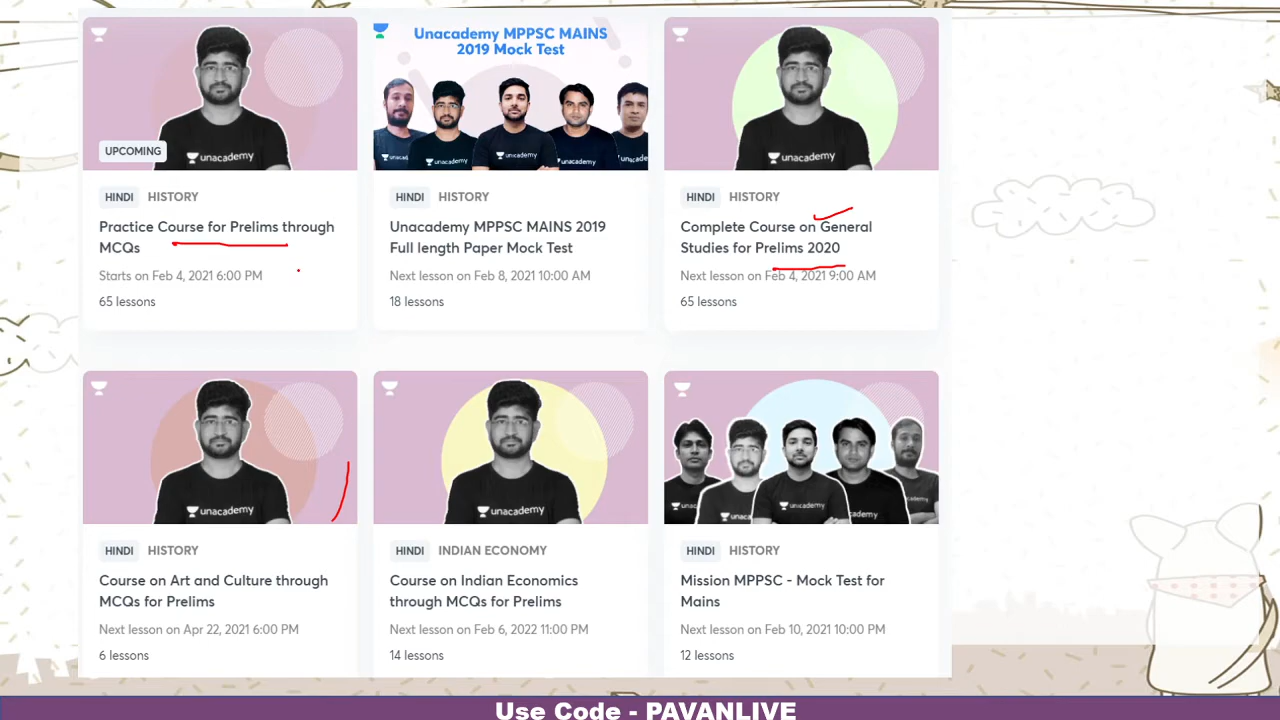 UPCOMING
unacademy
HINDI HISTORY
Practice Course for Prelims through
MCQs
Starts on Feb 4, 2021 6:00 PM
65 lessons
Unacademy MPPSC MAINS
2019 Mock Test
unacademy
HINDI HISTORY
Unacademy MPPSC MAINS 2019
Full length Paper Mock Test
Next lesson on Feb 8, 2021 10:00 AM
18 lessons
unacademy
HINDI HISTORY
Complete Course on General
Studies for Prelims 2020
Next lesson on Feb 4, 2021 9:00 AM
65 lessons
unacademy
HINDI HISTORY
Course on Art and Culture through
MCQs for Prelims
Next lesson on Apr 22, 2021 6:00 PM
6 lessons
unacademy
HINDI INDIAN ECONOMY
Course on Indian Economics
through MCQs for Prelims
Next lesson on Feb 6, 2022 11:00 PM
14 lessons
unacademy
HINDI HISTORY
Mission MPPSC - Mock Test for
Mains
Next lesson on Feb 10, 2021 10:00 PM
12 lessons
Use Code - PAVANLIVE